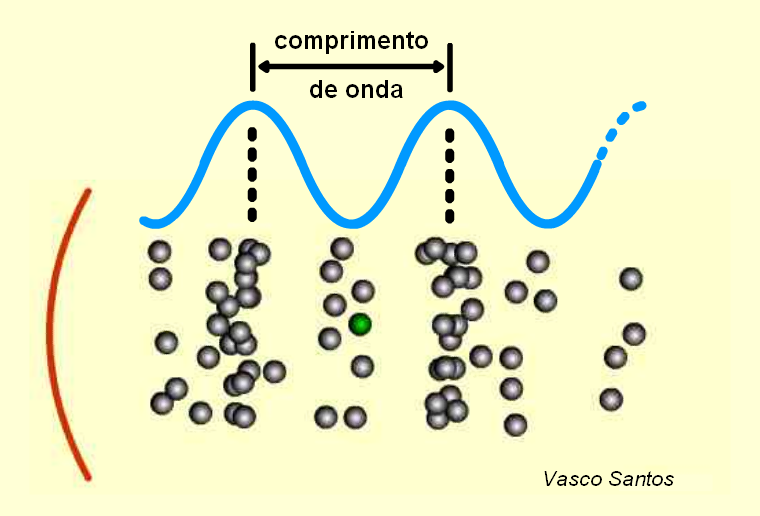 comprimento
de onda
Vasco Santos